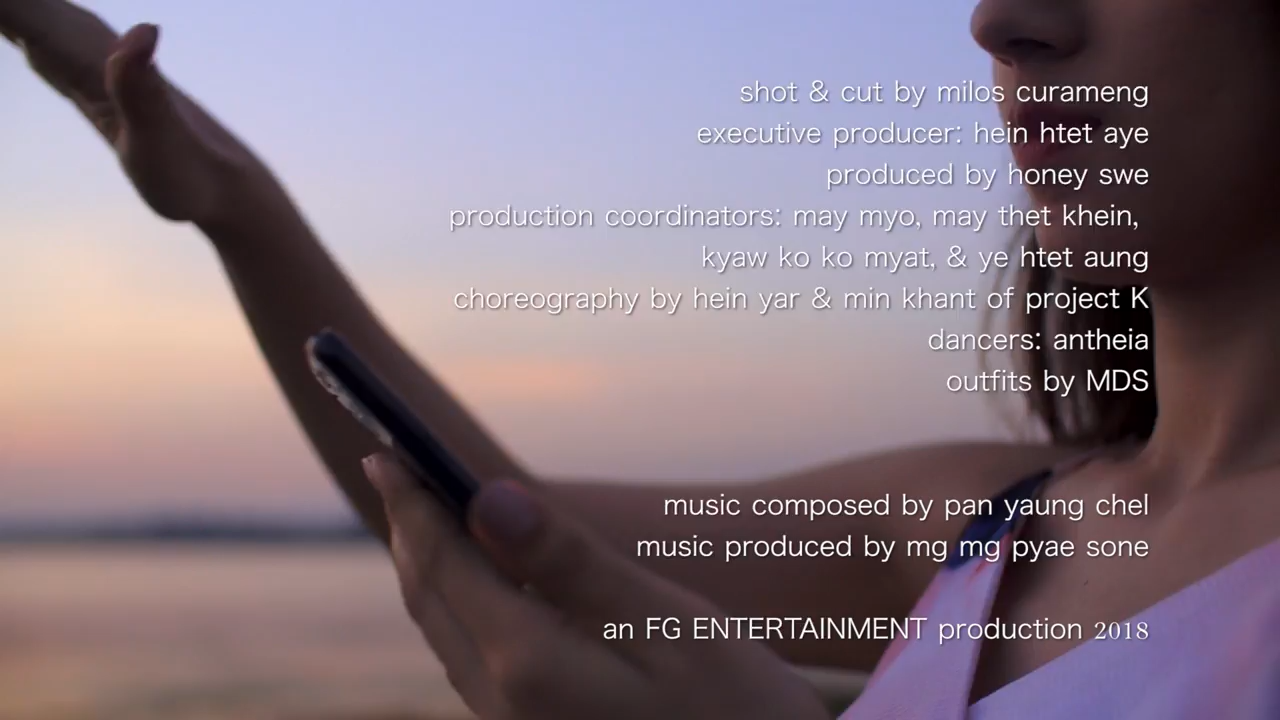 shot & cut by milos curameng
executive producer: hein htet aye
produced by honey swe
production coordinators: may myo, may thet khein,
kyaw ko ko myat, & ye htet aung
choreography by hein yar & min khant of project K
dancers: antheia
outfits by MDS
music composed by pan yaung chel
music produced by mg mg pyae sone
an FG ENTERTAINMENT production 2018